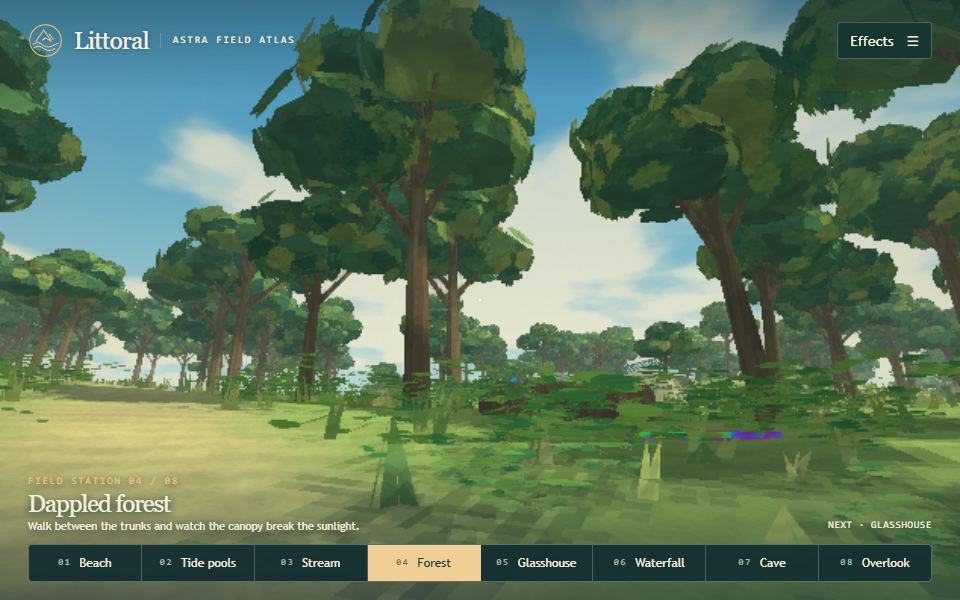 Littoral
ASTRA FIELD ATLAS
Effects
FIELD STATION 04 / 08
Dappled forest
Walk between the trunks and watch the canopy break the sunlight.
NEXT · GLASSHOUSE
01 Beach
02 Tide pools
03 Stream
04 Forest
05 Glasshouse
06 Waterfall
07 Cave
08 Overlook